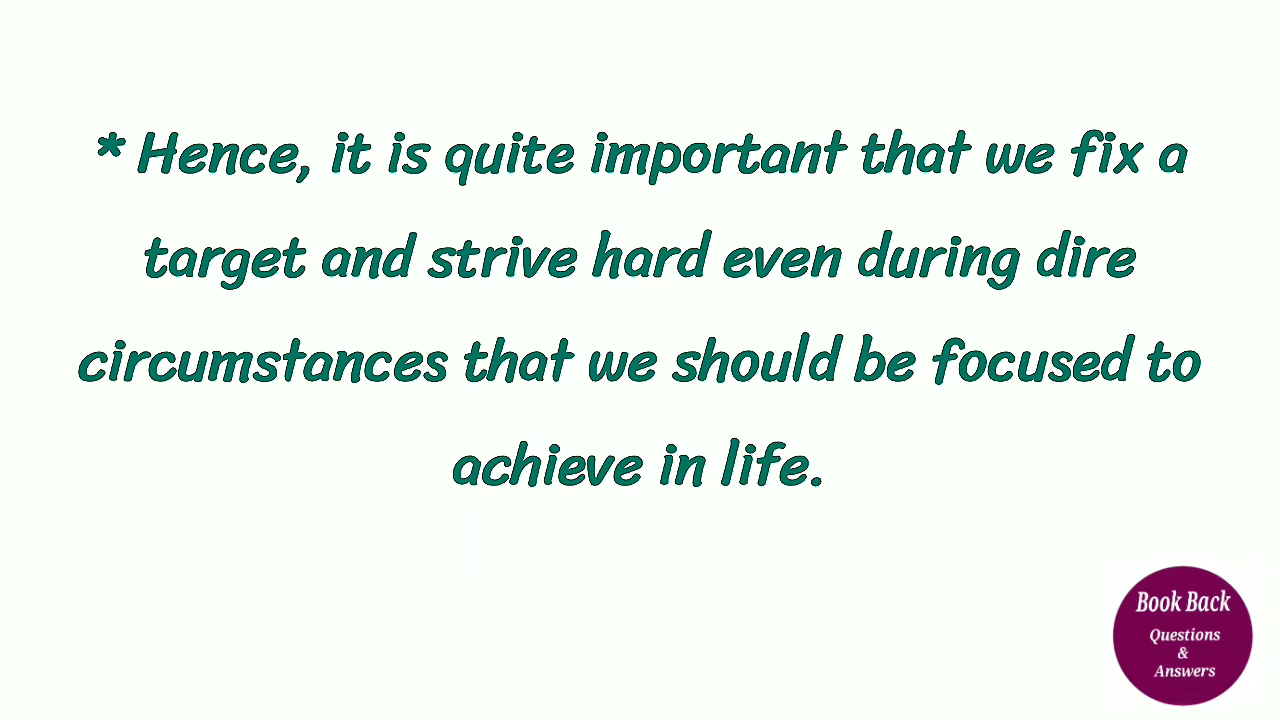 * Hence, it is quite important that we fix a
target and strive hard even during dire
circumstances that we should be focused to
achieve in life.
Book Back
Questions
&
Answers